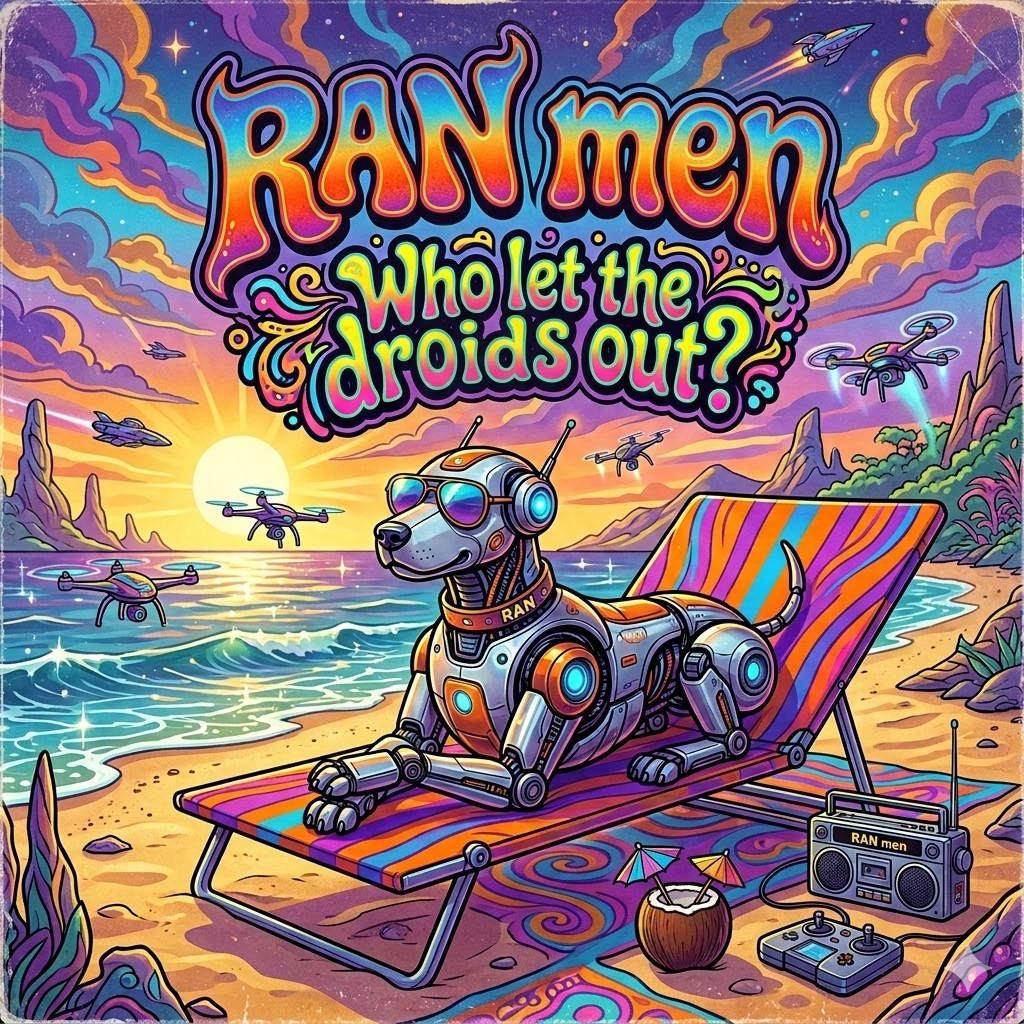 RAN men
Who let the
droids out?
RAN
RAN men